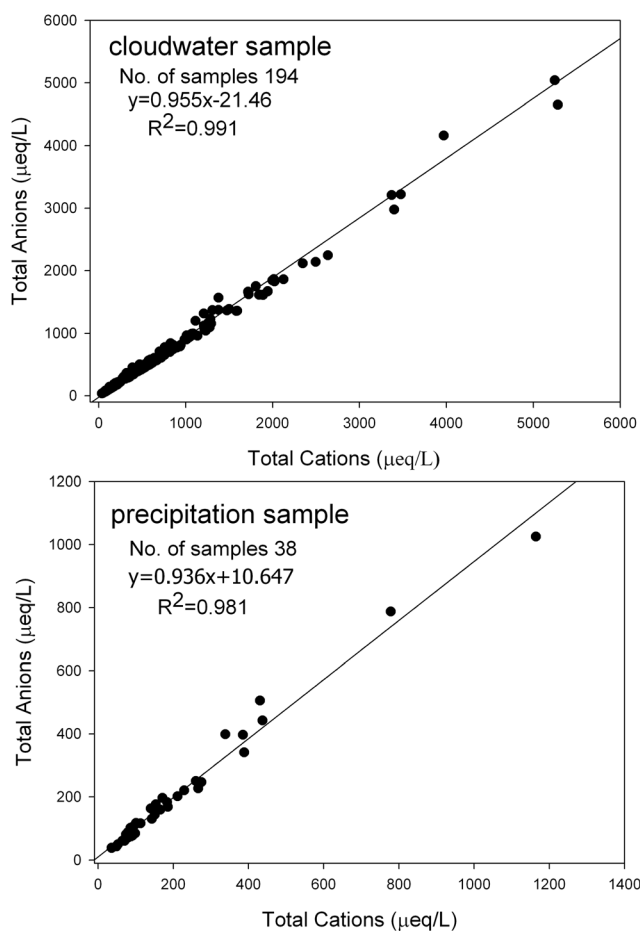 6000
cloudwater sample
No. of samples 194
y=0.955x-21.46
R²=0.991
5000
4000
3000
2000
1000
0
Total Anions (μeq/L)
0 1000 2000 3000 4000 5000 6000
Total Cations (μeq/L)
1200
precipitation sample
No. of samples 38
y=0.936x+10.647
R²=0.981
1000
800
600
400
200
0
Total Anions (μeq/L)
0 200 400 600 800 1000 1200 1400
Total Cations (μeq/L)